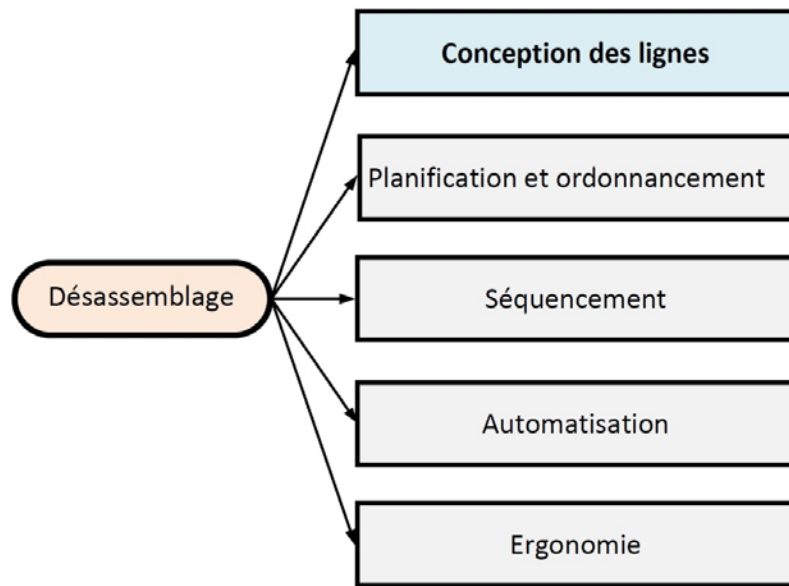 Conception des lignes
Planification et ordonnancement
Désassemblage
Séquencement
Automatisation
Ergonomie